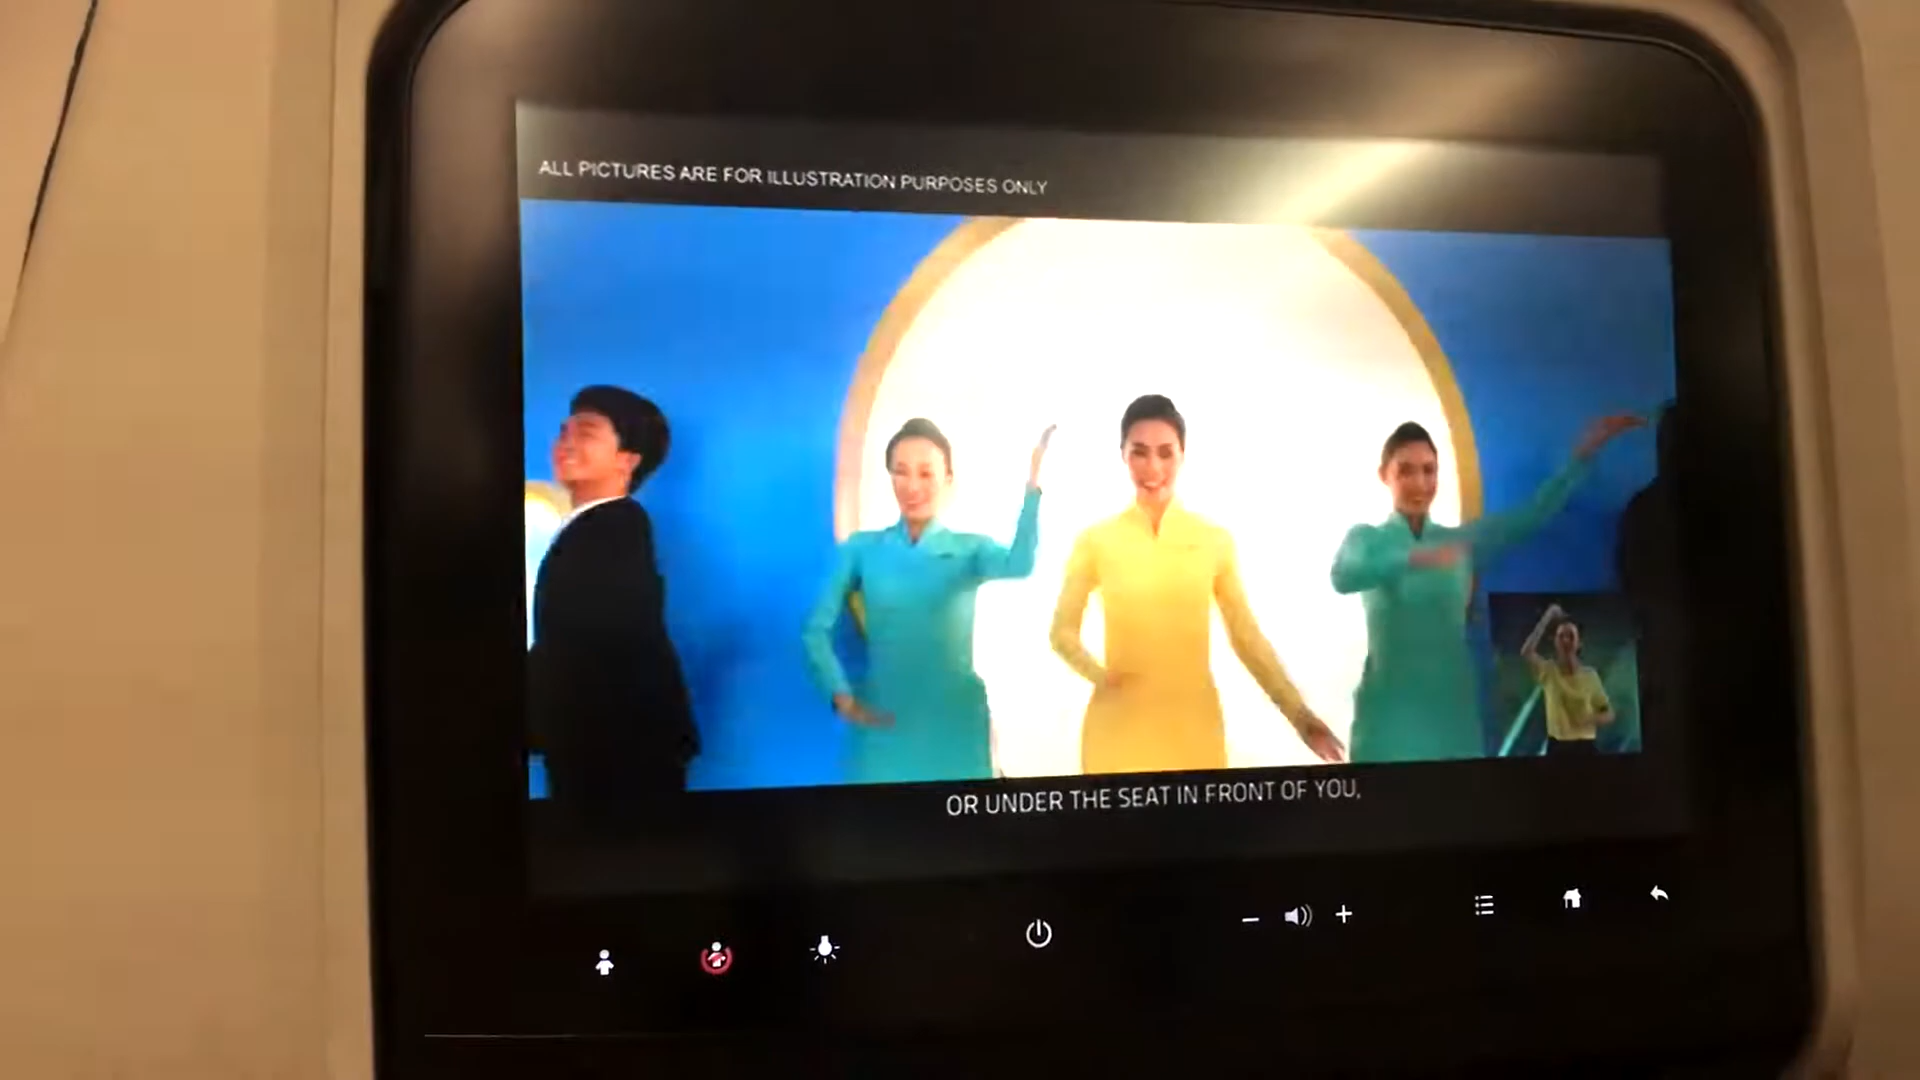 ALL PICTURES ARE FOR ILLUSTRATION PURPOSES ONLY
OR UNDER THE SEAT IN FRONT OF YOU,